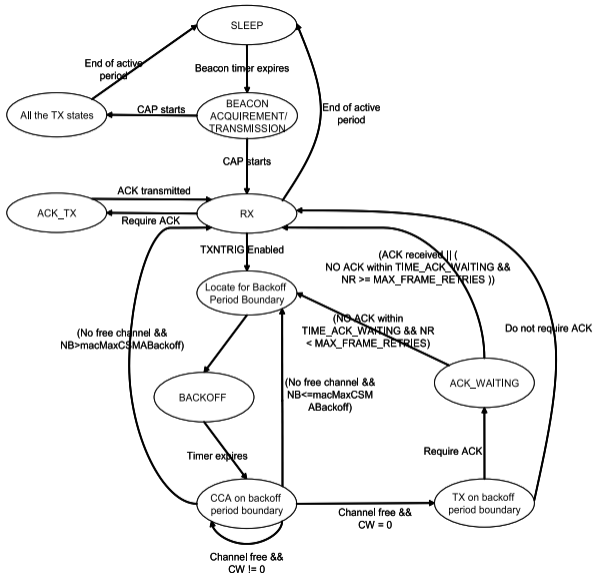 SLEEP
End of active
period
Beacon timer expires
All the TX states
CAP starts
BEACON
ACQUIREMENT/
TRANSMISSION
End of active
period
CAP starts
ACK transmitted
ACK_TX
RX
Require ACK
TXNTRIG Enabled
(ACK received || (
NO ACK within TIME_ACK_WAITING &&
NR >= MAX_FRAME_RETRIES ))
Locate for Backoff
Period Boundary
(NO ACK within
TIME_ACK_WAITING && NR
< MAX_FRAME_RETRIES)
Do not require ACK
(No free channel &&
NB>macMaxCSMABackoff)
(No free channel &&
NB<=macMaxCSM
ABackoff)
BACKOFF
ACK_WAITING
Timer expires
Require ACK
CCA on backoff
period boundary
Channel free &&
CW = 0
TX on backoff
period boundary
Channel free &&
CW != 0